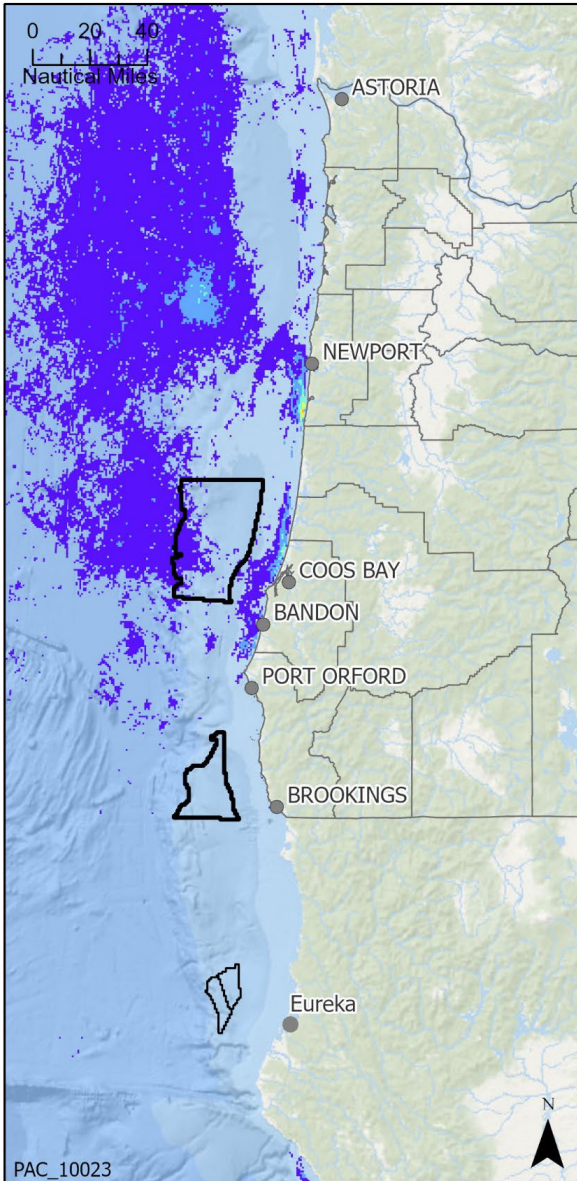 0 20 40
Nautical Miles
ASTORIA
NEWPORT
COOS BAY
BANDON
PORT ORFORD
BROOKINGS
Eureka
N
PAC_10023